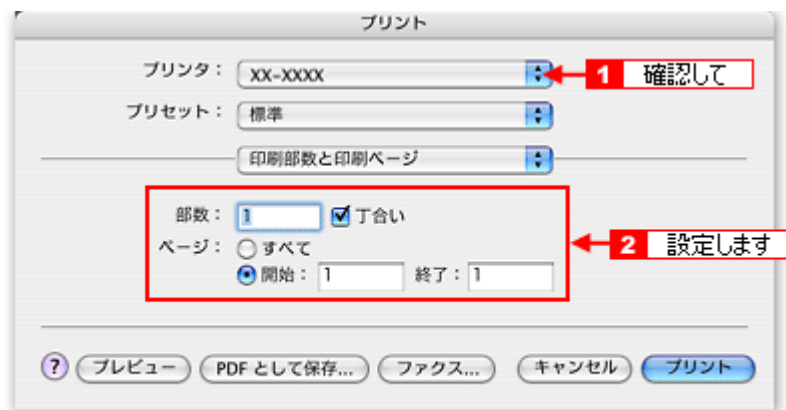 プリント
プリンタ： XX-XXXX 1 確認して
プリセット： 標準
印刷部数と印刷ページ
部数： 1 丁合い
ページ： すべて
2 設定します
開始： 1 終了： 1
? プレビュー PDF として保存... ファクス... キャンセル プリント